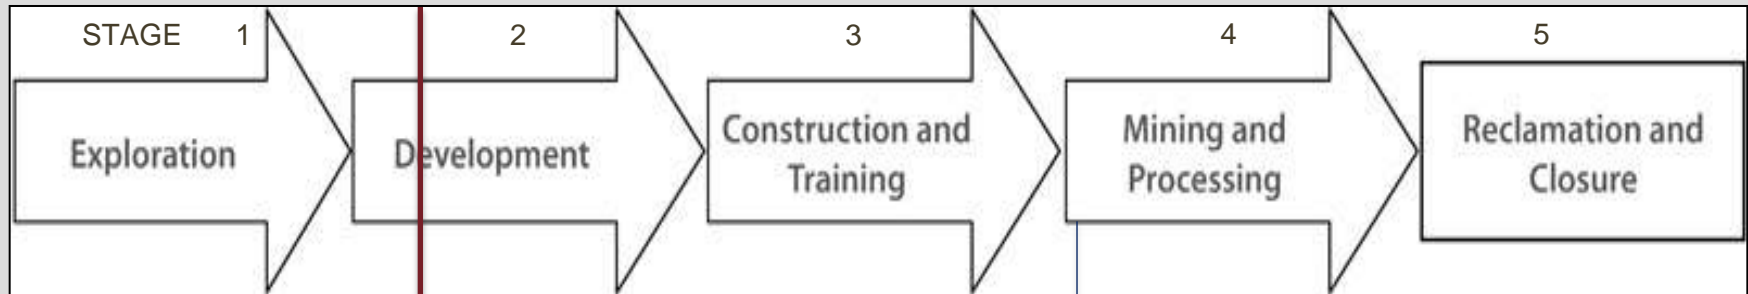 STAGE 1 2 3 4 5
Exploration
Development
Construction and
Training
Mining and
Processing
Reclamation and
Closure